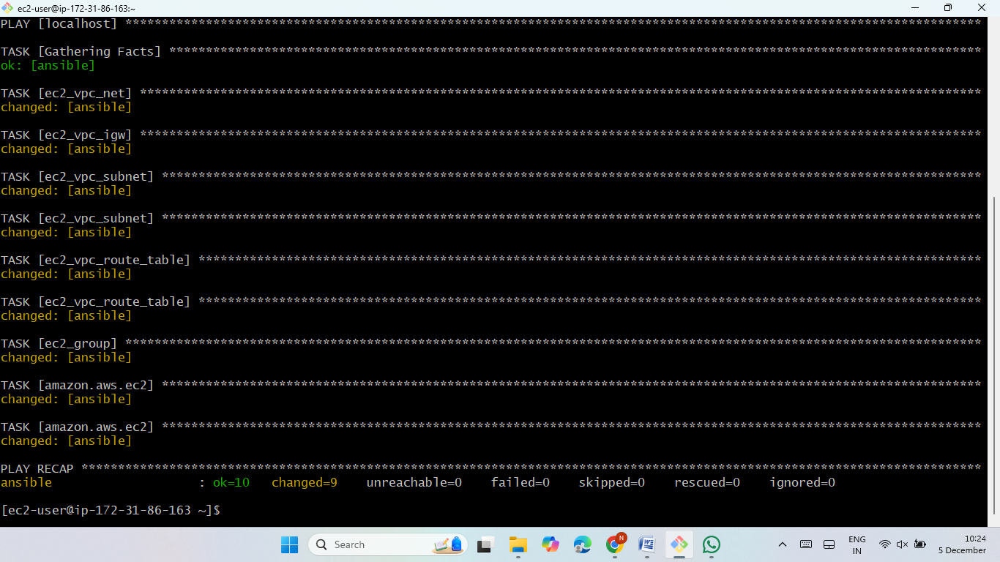 ec2-user@ip-172-31-86-163:~
PLAY [localhost] *********************************************************************************************************************
TASK [Gathering Facts] ***************************************************************************************************************
ok: [ansible]
TASK [ec2_vpc_net] *******************************************************************************************************************
changed: [ansible]
TASK [ec2_vpc_igw] *******************************************************************************************************************
changed: [ansible]
TASK [ec2_vpc_subnet] ****************************************************************************************************************
changed: [ansible]
TASK [ec2_vpc_subnet] ****************************************************************************************************************
changed: [ansible]
TASK [ec2_vpc_route_table] ***********************************************************************************************************
changed: [ansible]
TASK [ec2_vpc_route_table] ***********************************************************************************************************
changed: [ansible]
TASK [ec2_group] *********************************************************************************************************************
changed: [ansible]
TASK [amazon.aws.ec2] ****************************************************************************************************************
changed: [ansible]
TASK [amazon.aws.ec2] ****************************************************************************************************************
changed: [ansible]
PLAY RECAP ***************************************************************************************************************************
ansible : ok=10 changed=9 unreachable=0 failed=0 skipped=0 rescued=0 ignored=0
[ec2-user@ip-172-31-86-163 ~]$
Search
N
ENG
IN
10:24
5 December